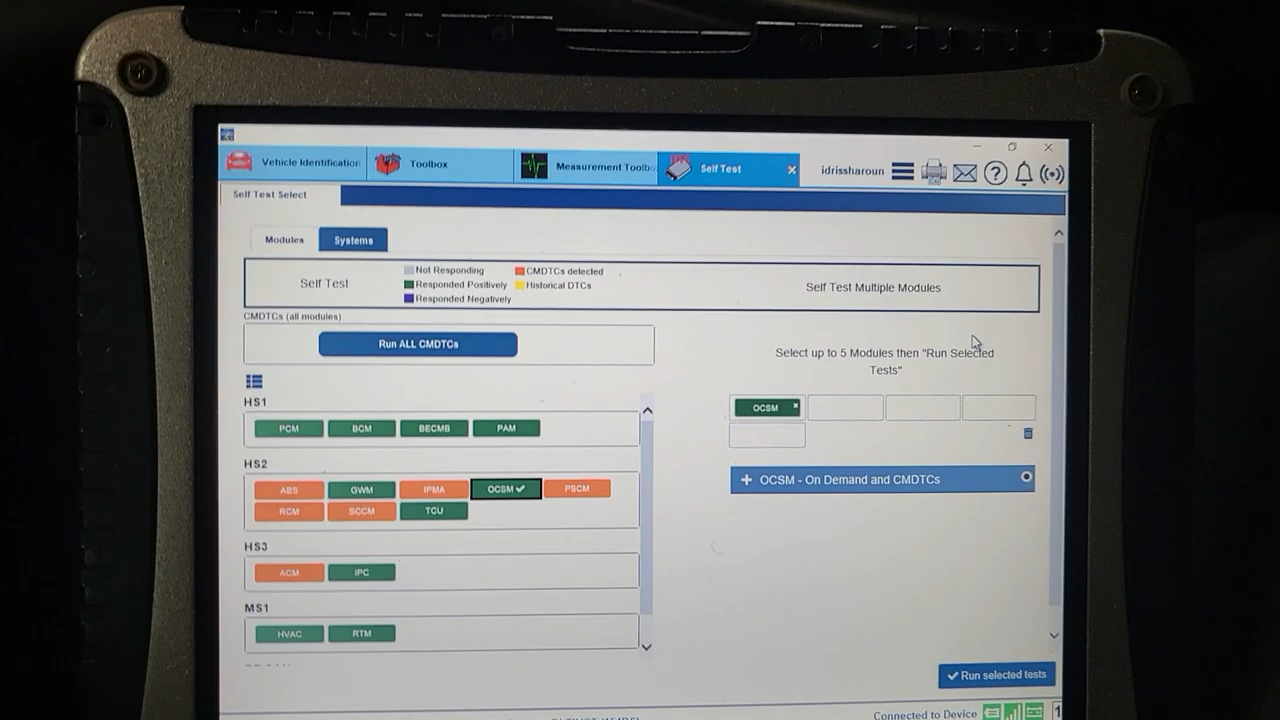 Vehicle Identification
Toolbox
Measurement Toolbo
Self Test
idrissharoun
Self Test Select
Modules
Systems
Self Test
Not Responding
CMDTCs detected
Responded Positively
Historical DTCs
Responded Negatively
Self Test Multiple Modules
CMDTCs (all modules)
Run ALL CMDTCs
Select up to 5 Modules then "Run Selected
Tests"
HS1
PCM BCM BECMB PAM
OCSM
HS2
ABS GWM IPMA OCSM PSCM
RCM SCCM TCU
+ OCSM - On Demand and CMDTCs
HS3
ACM IPC
MS1
HVAC RTM
Run selected tests
Connected to Device